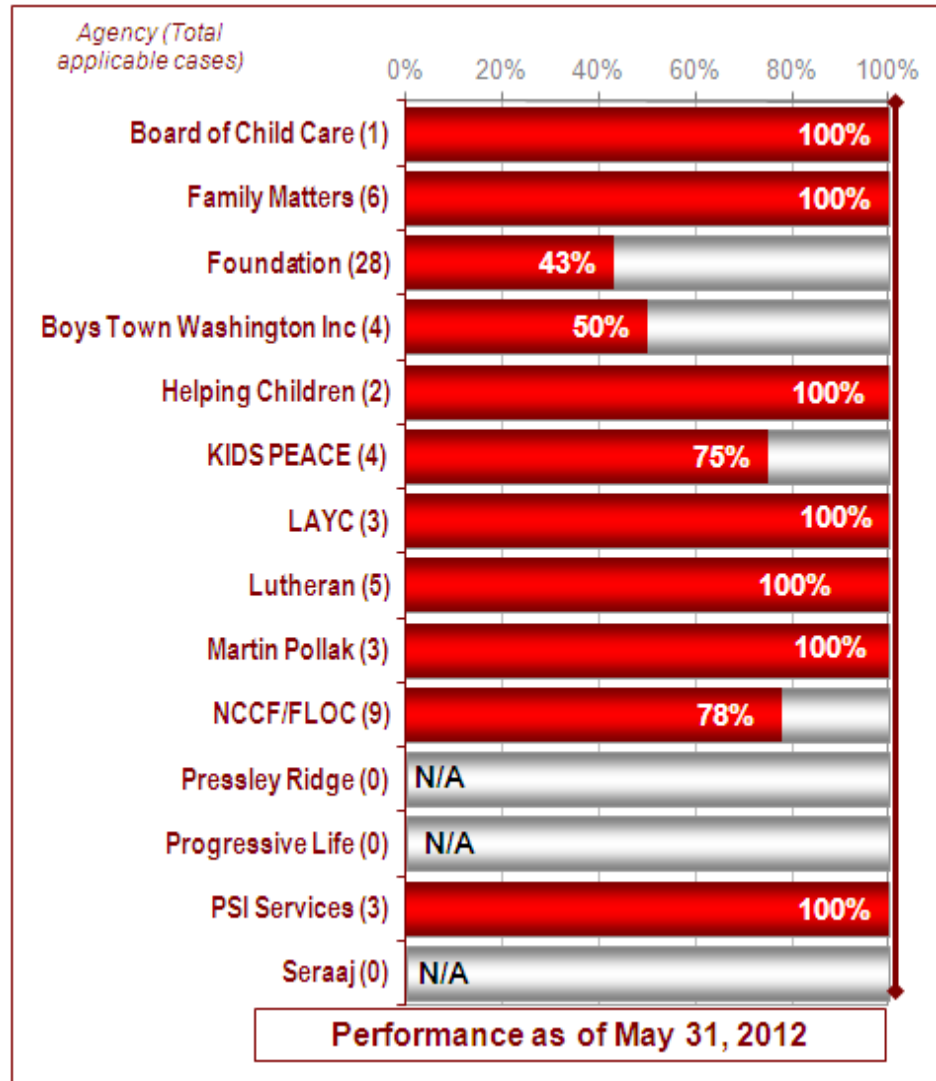 Agency (Total
applicable cases)
0% 20% 40% 60% 80% 100%
Board of Child Care (1) 100%
Family Matters (6) 100%
Foundation (28) 43%
Boys Town Washington Inc (4) 50%
Helping Children (2) 100%
KIDS PEACE (4) 75%
LAYC (3) 100%
Lutheran (5) 100%
Martin Pollak (3) 100%
NCCF/FLOC (9) 78%
Pressley Ridge (0) N/A
Progressive Life (0) N/A
PSI Services (3) 100%
Seraaj (0) N/A
Performance as of May 31, 2012